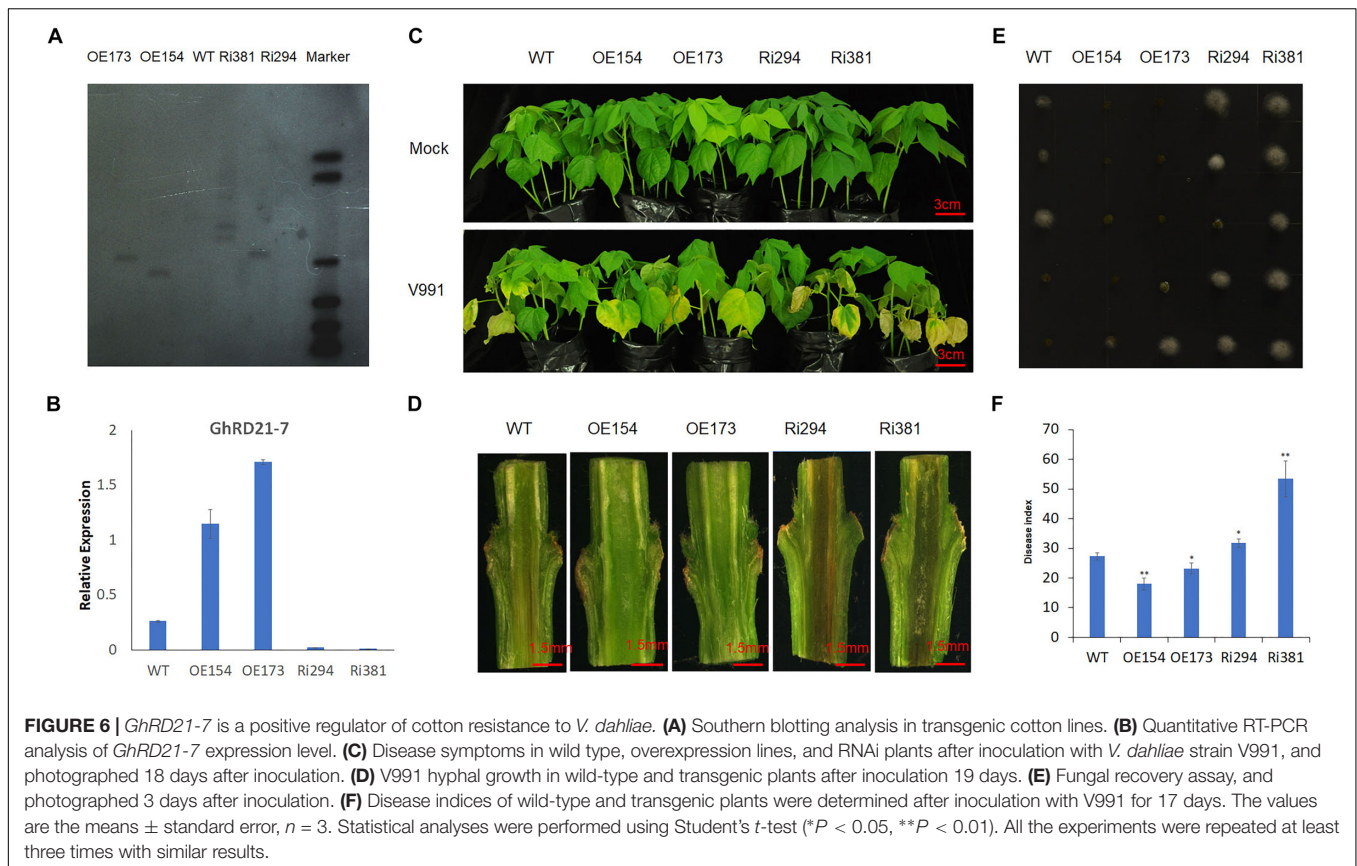 A
OE173 OE154 WT Ri381 Ri294 Marker
B
GhRD21-7
Relative Expression
2
1.5
1
0.5
0
WT OE154 OE173 Ri294 Ri381
C
WT OE154 OE173 Ri294 Ri381
Mock
3cm
V991
3cm
D
WT OE154 OE173 Ri294 Ri381
1.5mm 1.5mm 1.5mm 1.5mm 1.5mm
E
WT OE154 OE173 Ri294 Ri381
F
Disease index
70
60
50
40
30
20
10
0
** * * **
WT OE154 OE173 Ri294 Ri381
FIGURE 6 | GhRD21-7 is a positive regulator of cotton resistance to V. dahliae. (A) Southern blotting analysis in transgenic cotton lines. (B) Quantitative RT-PCR
analysis of GhRD21-7 expression level. (C) Disease symptoms in wild type, overexpression lines, and RNAi plants after inoculation with V. dahliae strain V991, and
photographed 18 days after inoculation. (D) V991 hyphal growth in wild-type and transgenic plants after inoculation 19 days. (E) Fungal recovery assay, and
photographed 3 days after inoculation. (F) Disease indices of wild-type and transgenic plants were determined after inoculation with V991 for 17 days. The values
are the means ± standard error, n = 3. Statistical analyses were performed using Student's t-test (*P < 0.05, **P < 0.01). All the experiments were repeated at least
three times with similar results.